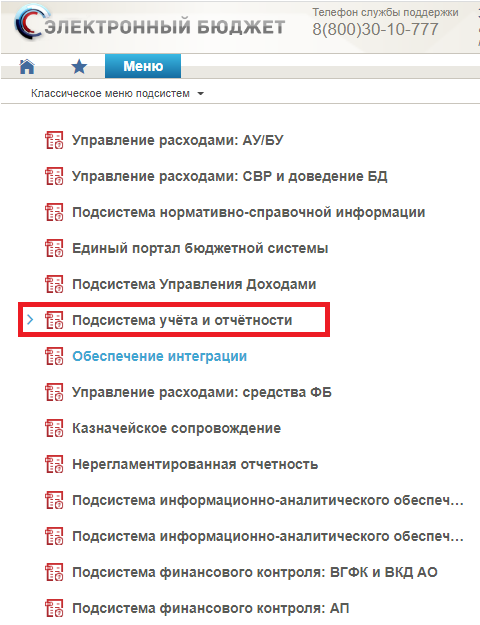 ЭЛЕКТРОННЫЙ БЮДЖЕТ
Телефон службы поддержки
8(800)30-10-777
Меню
Классическое меню подсистем
Управление расходами: АУ/БУ
Управление расходами: СВР и доведение БД
Подсистема нормативно-справочной информации
Единый портал бюджетной системы
Подсистема Управления Доходами
Подсистема учёта и отчётности
Обеспечение интеграции
Управление расходами: средства ФБ
Казначейское сопровождение
Нерегламентированная отчетность
Подсистема информационно-аналитического обеспеч…
Подсистема информационно-аналитического обеспеч…
Подсистема финансового контроля: ВГФК и ВКД АО
Подсистема финансового контроля: АП